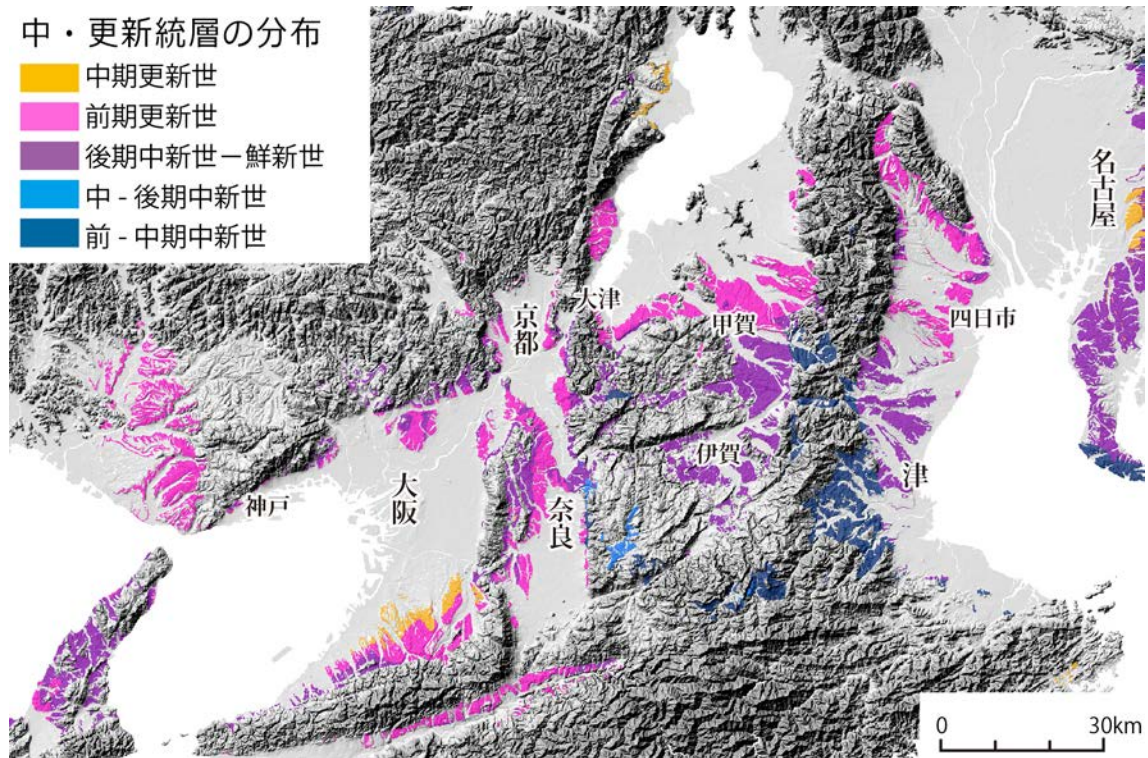 中・更新統層の分布
中期更新世
前期更新世
後期中新世ー鮮新世
中 - 後期中新世
前 - 中期中新世
名古屋
京都
大津
甲賀
四日市
伊賀
津
神戸
大阪
奈良
0 30km